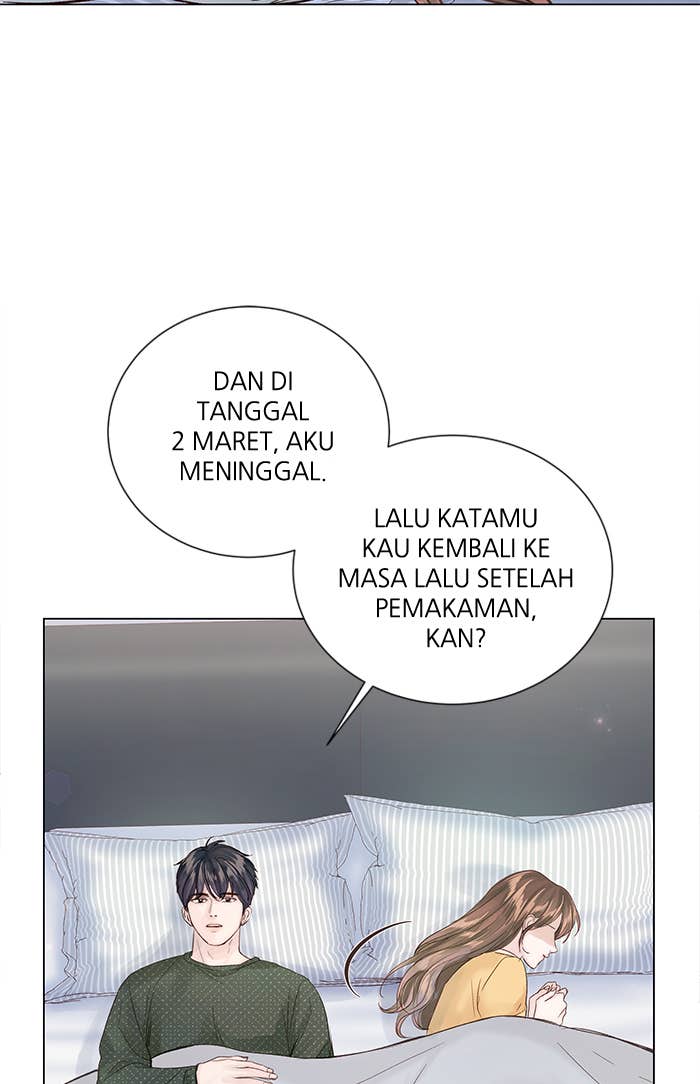 DAN DI
TANGGAL
2 MARET, AKU
MENINGGAL.
LALU KATAMU
KAU KEMBALI KE
MASA LALU SETELAH
PEMAKAMAN,
KAN?